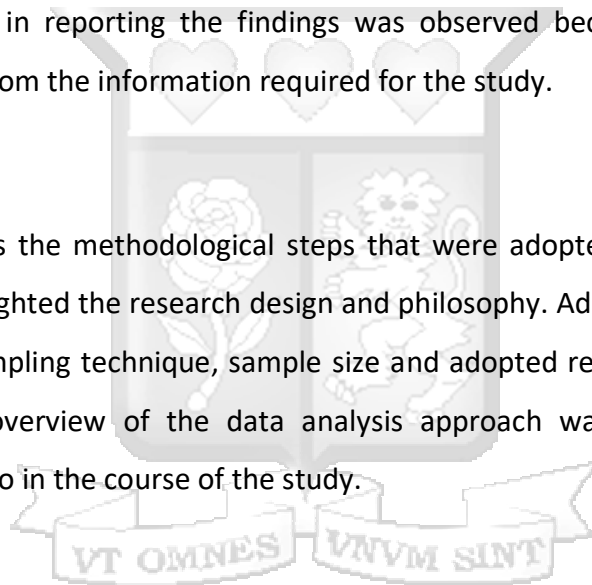 in reporting the findings was observed bec
om the information required for the study.
s the methodological steps that were adopte
ghted the research design and philosophy. Ad
mpling technique, sample size and adopted re
overview of the data analysis approach wa
o in the course of the study.
VT OMNES VNVM SINT